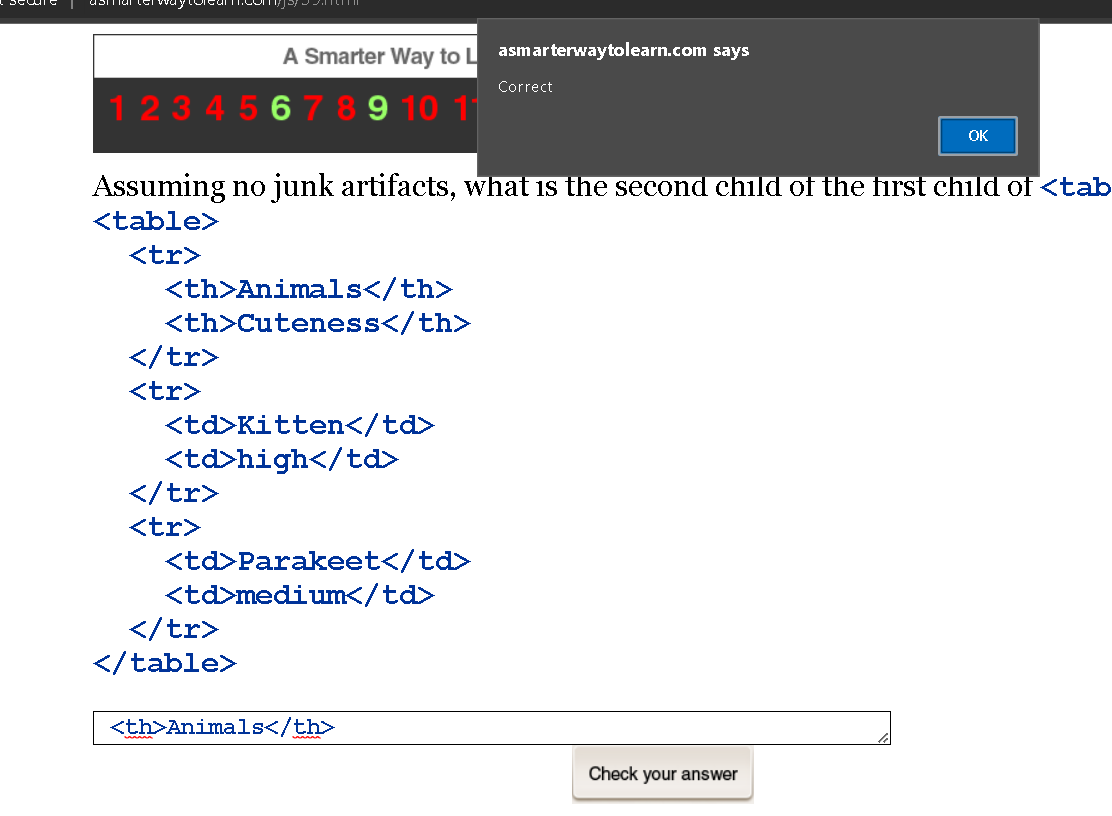 asmarterwaytolearn.com/js/59.html
A Smarter Way to L
1 2 3 4 5 6 7 8 9 10 11
asmarterwaytolearn.com says
Correct
OK
Assuming no junk artifacts, what is the second child of the first child of <tab
<table>
<tr>
<th>Animals</th>
<th>Cuteness</th>
</tr>
<tr>
<td>Kitten</td>
<td>high</td>
</tr>
<tr>
<td>Parakeet</td>
<td>medium</td>
</tr>
</table>
<th>Animals</th>
Check your answer